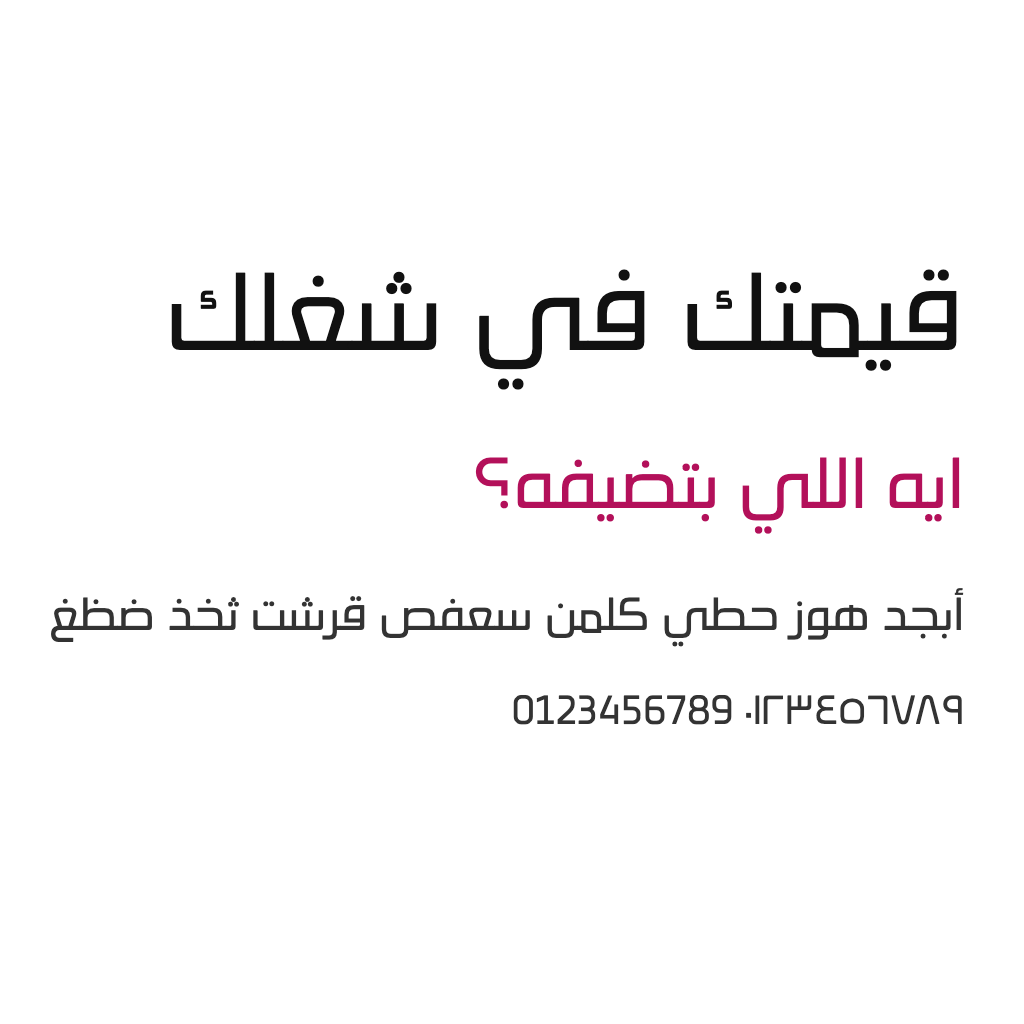 قيمتك في شغلك
ايه اللي بتضيفه؟
أبجد هوز حطي كلمن سعفص قرشت ثخذ ضظغ
٠١٢٣٤٥٦٧٨٩ 0123456789